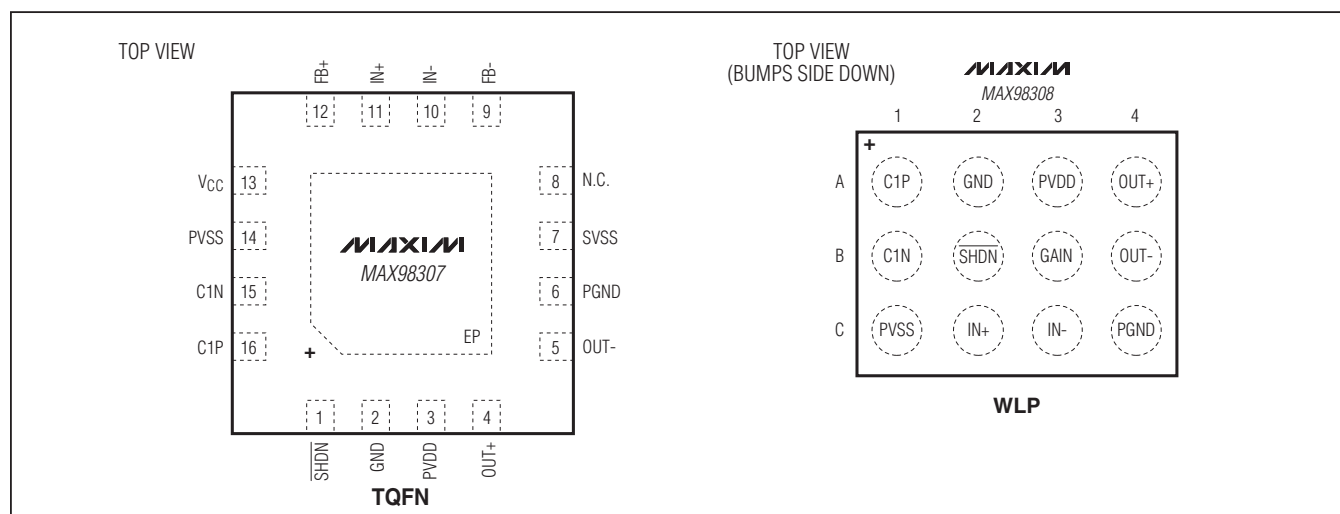 TOP VIEW
FB+
IN+
IN-
FB-
12
11
10
9
VCC 13
8 N.C.
PVSS 14
7 SVSS
C1N 15
6 PGND
C1P 16
5 OUT-
MAXIM
MAX98307
EP
+
1
2
3
4
SHDN
GND
PVDD
OUT+
TQFN
TOP VIEW
(BUMPS SIDE DOWN)
MAXIM
MAX98308
1 2 3 4
+
A C1P GND PVDD OUT+
B C1N SHDN GAIN OUT-
C PVSS IN+ IN- PGND
WLP